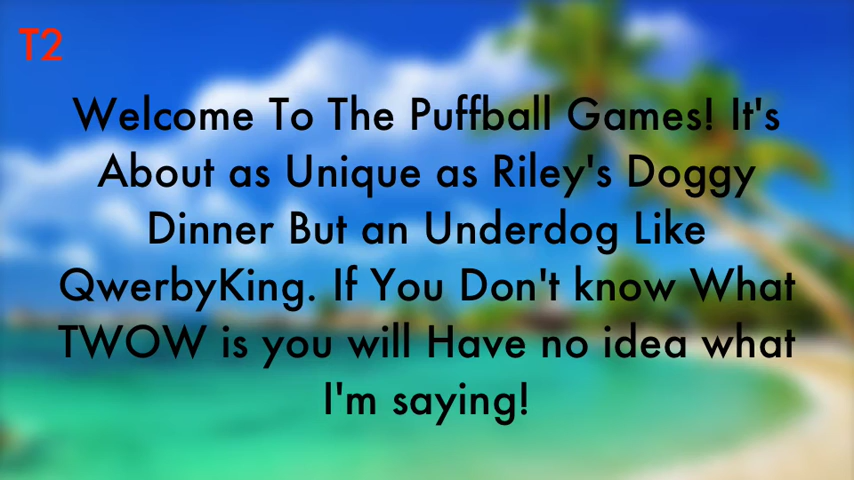 T2
Welcome To The Puffball Games! It's
About as Unique as Riley's Doggy
Dinner But an Underdog Like
QwerbyKing. If You Don't know What
TWOW is you will Have no idea what
I'm saying!